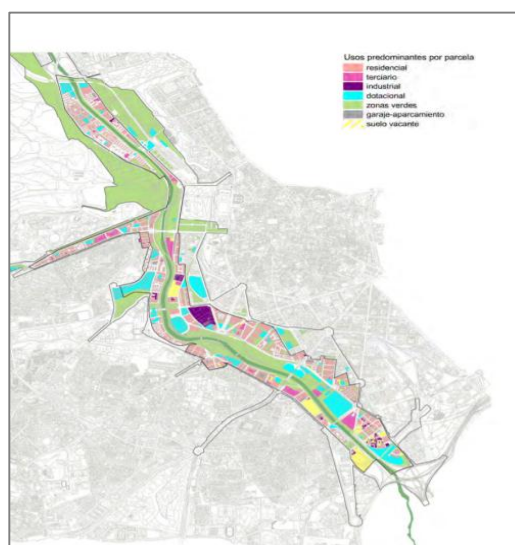 Usos predominantes por parcela
residencial
terciario
industrial
dotacional
zonas verdes
garaje-aparcamiento
suelo vacante